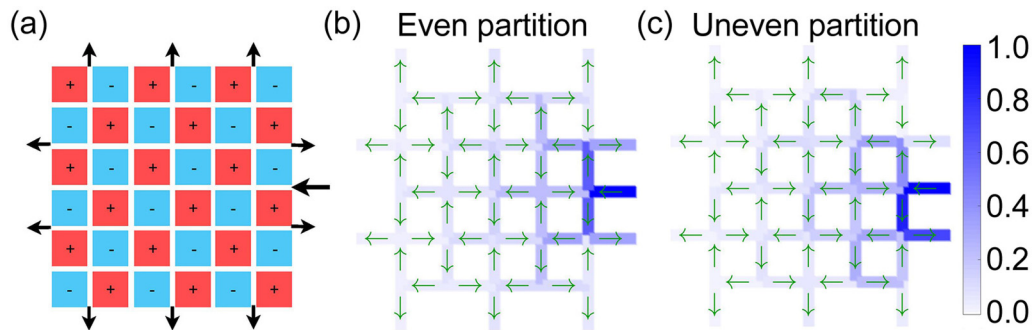 (a)
+ - + - + -
- + - + - +
+ - + - + -
- + - + - +
+ - + - + -
- + - + - +
(b) Even partition
(c) Uneven partition
1.0
0.8
0.6
0.4
0.2
0.0